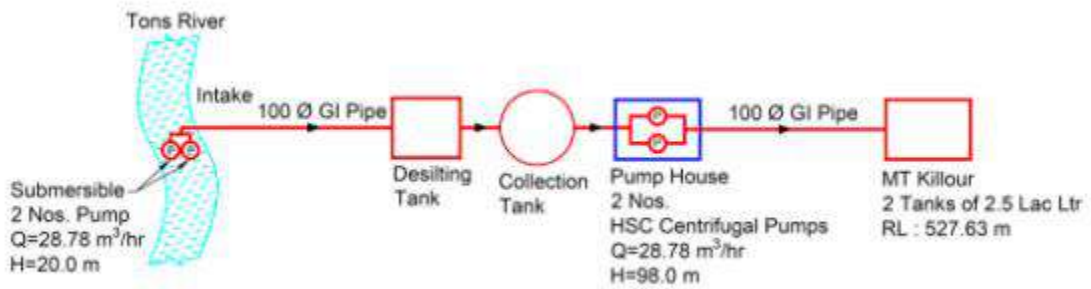 Tons River
Intake
100 Ø GI Pipe
Submersible
2 Nos. Pump
Q=28.78 m³/hr
H=20.0 m
P P
Desilting
Tank
Collection
Tank
P
P
Pump House
2 Nos.
HSC Centrifugal Pumps
Q=28.78 m³/hr
H=98.0 m
100 Ø GI Pipe
MT Killour
2 Tanks of 2.5 Lac Ltr
RL : 527.63 m